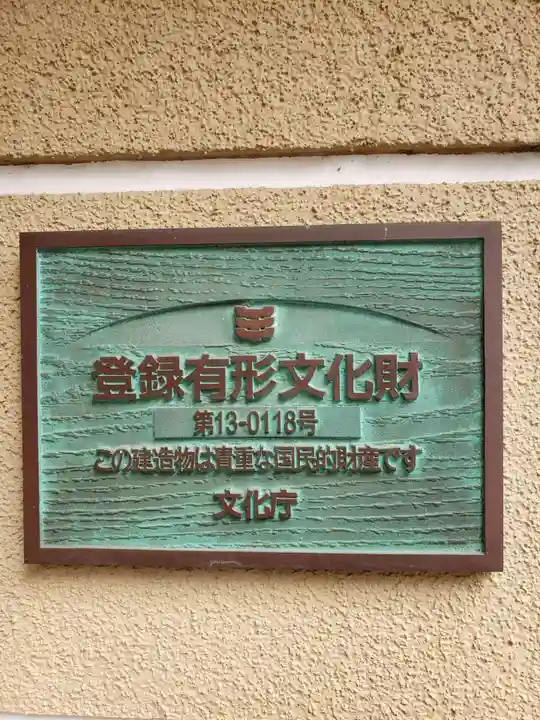 登録有形文化財
第13-0118号
この建造物は貴重な国民的財産です
文化庁